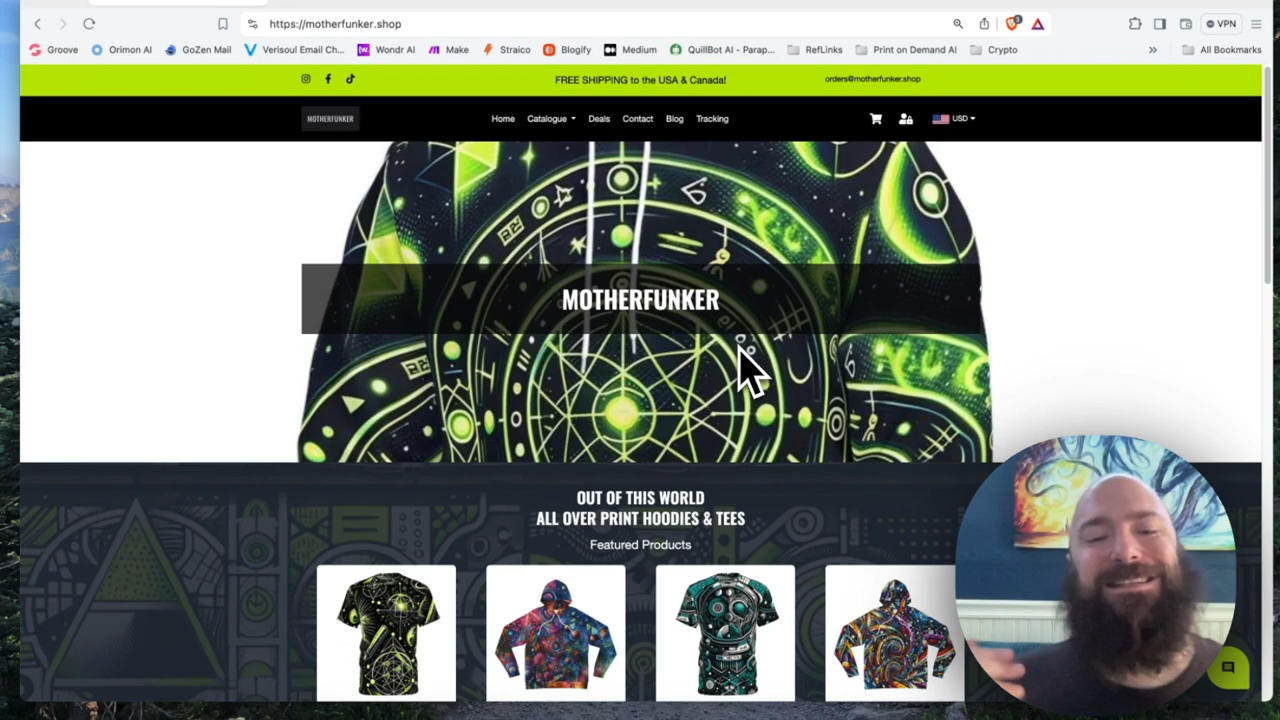 https://motherfunker.shop
3
VPN
Groove
Orimon AI
GoZen Mail
Verisoul Email Ch...
Wondr AI
Make
Straico
Blogify
Medium
QuillBot AI - Parap...
RefLinks
Print on Demand AI
Crypto
»
All Bookmarks
FREE SHIPPING to the USA & Canada!
orders@motherfunker.shop
MOTHERFUNKER
Home
Catalogue
Deals
Contact
Blog
Tracking
USD
MOTHERFUNKER
OUT OF THIS WORLD
ALL OVER PRINT HOODIES & TEES
Featured Products